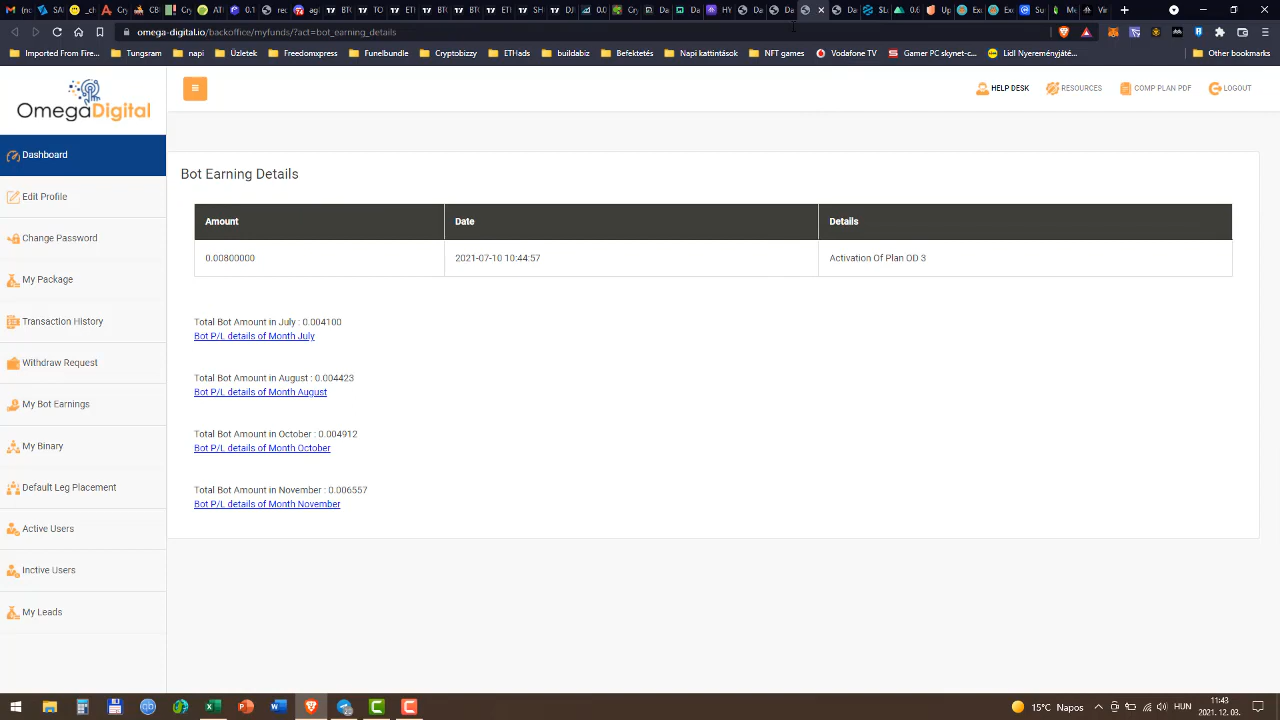 omega-digital.io/backoffice/myfunds/?act=bot_earning_details
Imported From Fire...
Tungsram
napi
Üzletek
Freedomxpress
Funelleföld
Cryptobizzy
ETHads
buildabiz
Befektetés
Napi kattintások
NFT games
Vodafone TV
Gamer PC skynet-c...
Lidl Nyereményjáték...
Other bookmarks
OmegaDigital
HELP DESK
RESOURCES
COMP PLAN PDF
LOGOUT
Dashboard
Edit Profile
Change Password
My Package
Transaction History
Withdraw Request
My Bot Earnings
My Binary
Default Leg Placement
Active Users
Inctive Users
My Leads
Bot Earning Details
Amount Date Details
0.00800000 2021-07-10 10:44:57 Activation Of Plan OD 3
Total Bot Amount in July : 0.004100
Bot P/L details of Month July
Total Bot Amount in August : 0.004423
Bot P/L details of Month August
Total Bot Amount in October : 0.004912
Bot P/L details of Month October
Total Bot Amount in November : 0.006557
Bot P/L details of Month November
15°C Napos
HUN
11:43
2021. 12. 03.